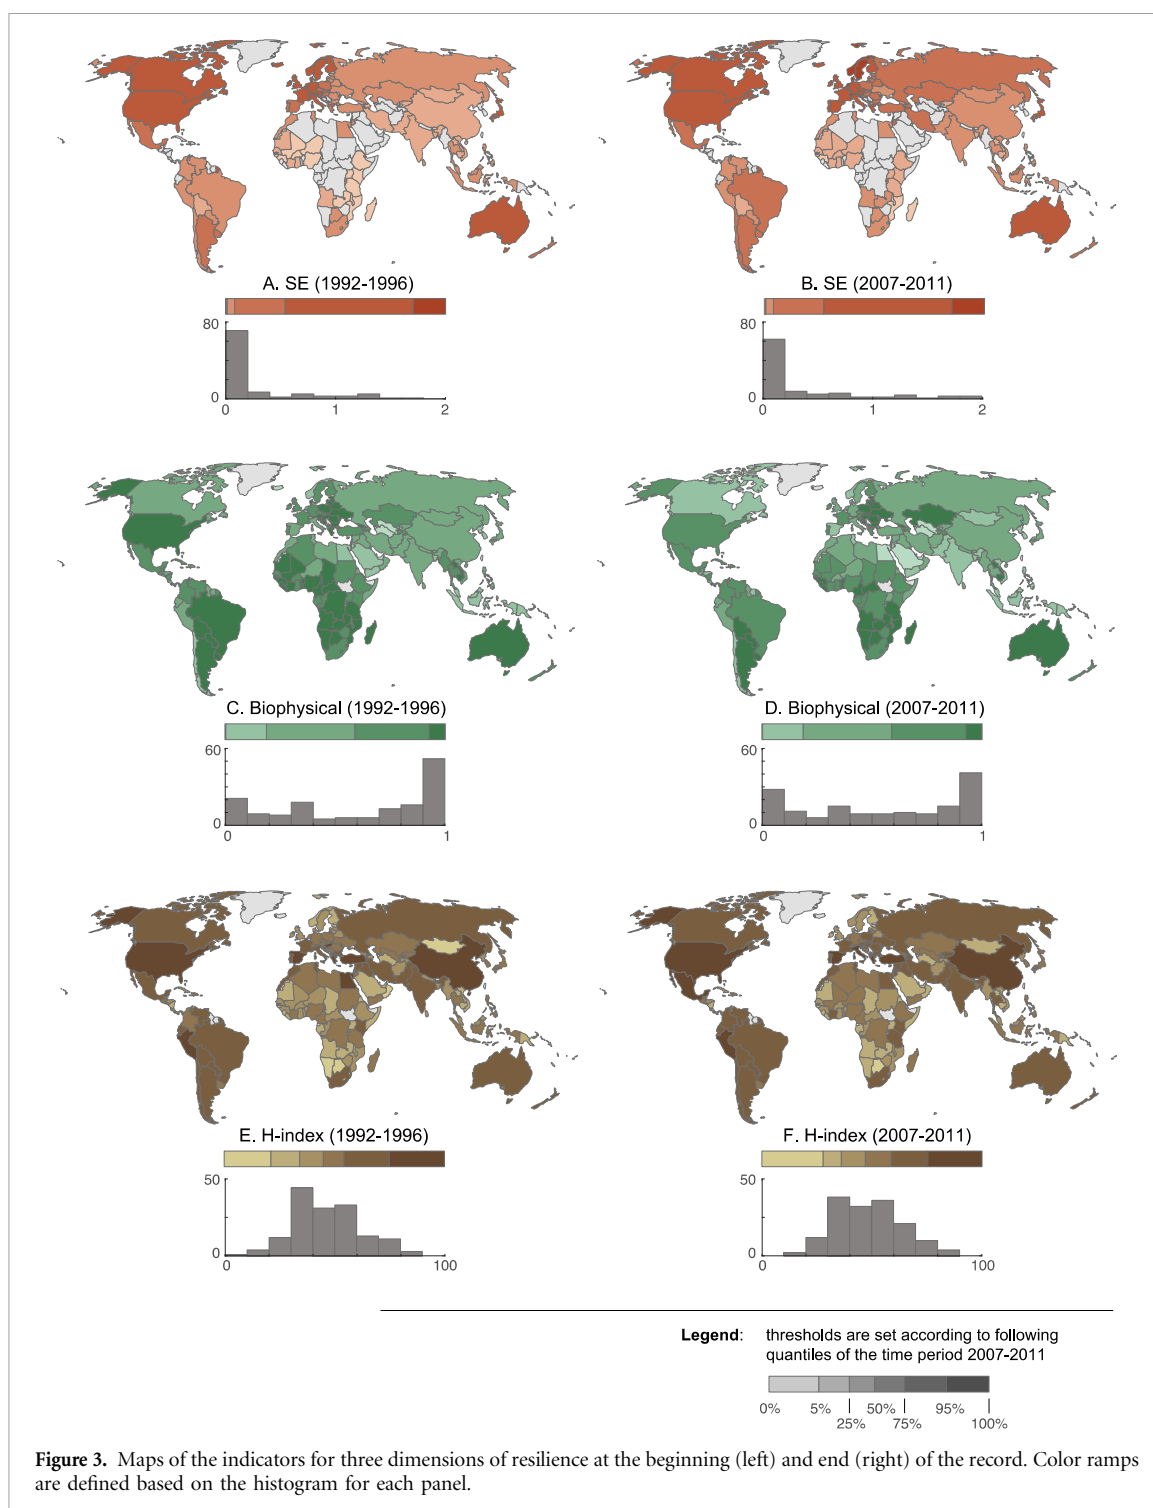 A. SE (1992-1996)
80
0
0
1
2
B. SE (2007-2011)
80
0
0
1
2
C. Biophysical (1992-1996)
60
0
0
1
D. Biophysical (2007-2011)
60
0
0
1
E. H-index (1992-1996)
50
0
0
100
F. H-index (2007-2011)
50
0
0
100
Legend: thresholds are set according to following
quantiles of the time period 2007-2011
0% 5% 50% 95%
25% 75% 100%
Figure 3. Maps of the indicators for three dimensions of resilience at the beginning (left) and end (right) of the record. Color ramps
are defined based on the histogram for each panel.